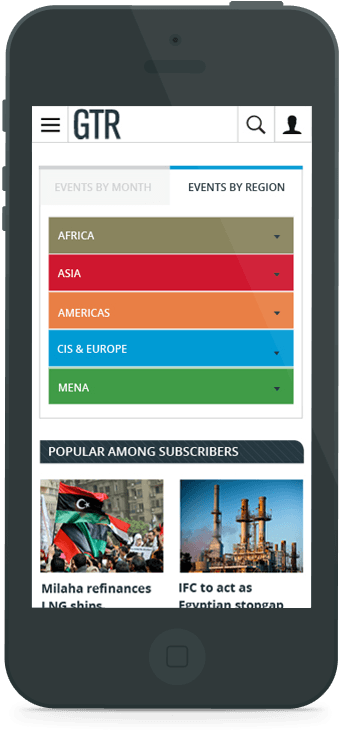 GTR
EVENTS BY MONTH
EVENTS BY REGION
AFRICA
ASIA
AMERICAS
CIS & EUROPE
MENA
POPULAR AMONG SUBSCRIBERS
Milaha refinances
LNG ships
IFC to act as
Egyptian stopgap